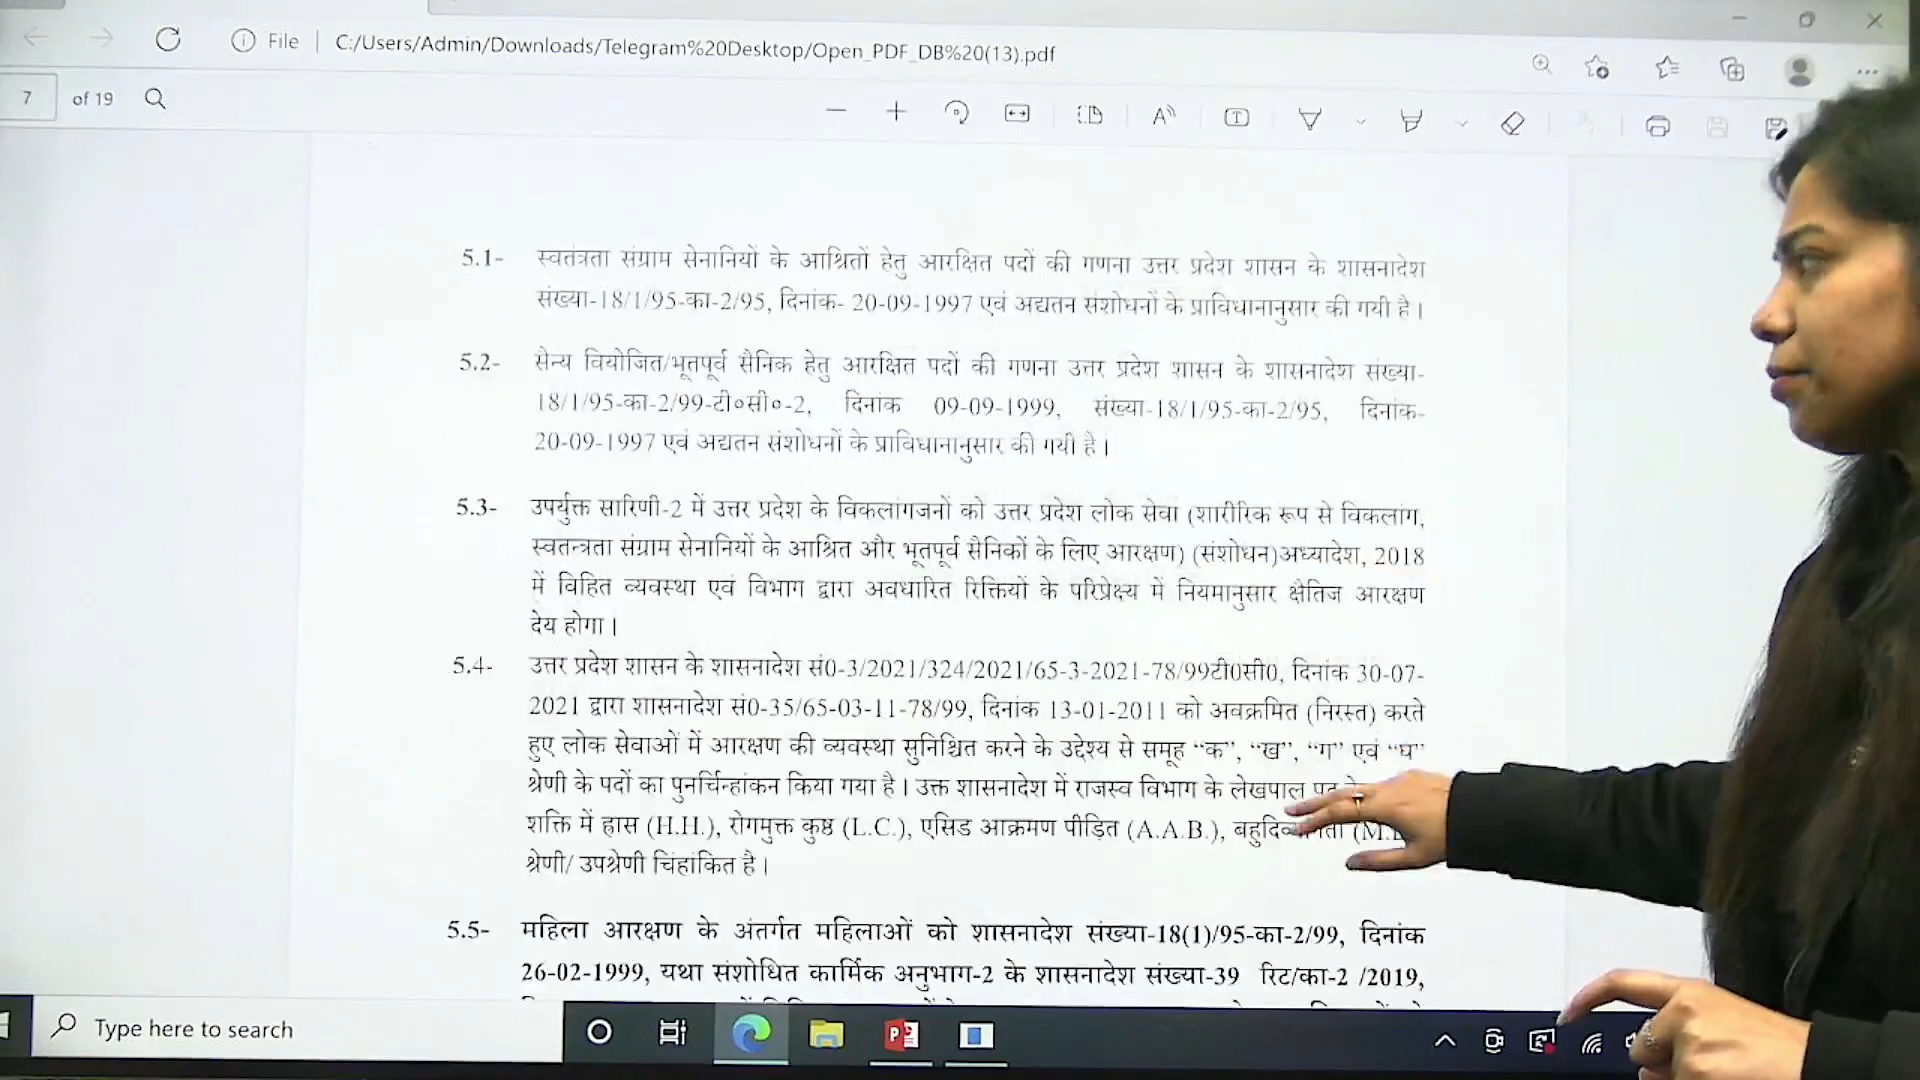 File
C:/Users/Admin/Downloads/Telegram%20Desktop/Open_PDF_DB%20(13).pdf
7 of 19
5.1- स्वतंत्रता संग्राम सेनानियों के आश्रितों हेतु आरक्षित पदों की गणना उत्तर प्रदेश शासन के शासनादेश
संख्या-18/1/95-का-2/95, दिनांक- 20-09-1997 एवं अद्यतन संशोधनों के प्राविधानानुसार की गयी है।
5.2- सैन्य वियोजित/भूतपूर्व सैनिक हेतु आरक्षित पदों की गणना उत्तर प्रदेश शासन के शासनादेश संख्या-
18/1/95-का-2/99-टी०सी०-2, दिनांक 09-09-1999, संख्या-18/1/95-का-2/95, दिनांक-
20-09-1997 एवं अद्यतन संशोधनों के प्राविधानानुसार की गयी है।
5.3- उपर्युक्त सारिणी-2 में उत्तर प्रदेश के विकलांगजनों को उत्तर प्रदेश लोक सेवा (शारीरिक रूप से विकलांग,
स्वतन्त्रता संग्राम सेनानियों के आश्रित और भूतपूर्व सैनिकों के लिए आरक्षण) (संशोधन)अध्यादेश, 2018
में विहित व्यवस्था एवं विभाग द्वारा अवधारित रिक्तियों के परिप्रेक्ष्य में नियमानुसार क्षैतिज आरक्षण
देय होगा।
5.4- उत्तर प्रदेश शासन के शासनादेश सं0-3/2021/324/2021/65-3-2021-78/99टी0सी0, दिनांक 30-07-
2021 द्वारा शासनादेश सं0-35/65-03-11-78/99, दिनांक 13-01-2011 को अवक्रमित (निरस्त) करते
हुए लोक सेवाओं में आरक्षण की व्यवस्था सुनिश्चित करने के उद्देश्य से समूह “क”, “ख”, “ग” एवं “घ”
श्रेणी के पदों का पुनर्चिन्हांकन किया गया है। उक्त शासनादेश में राजस्व विभाग के लेखपाल
शक्ति में ह्रास (H.H.), रोगमुक्त कुष्ठ (L.C.), एसिड आक्रमण पीड़ित (A.A.B.),
श्रेणी/ उपश्रेणी चिंहांकित है।
5.5- महिला आरक्षण के अंतर्गत महिलाओं को शासनादेश संख्या-18(1)/95-का-2/99, दिनांक
26-02-1999, यथा संशोधित कार्मिक अनुभाग-2 के शासनादेश संख्या-39 रिट/का-2 /2019,
Type here to search